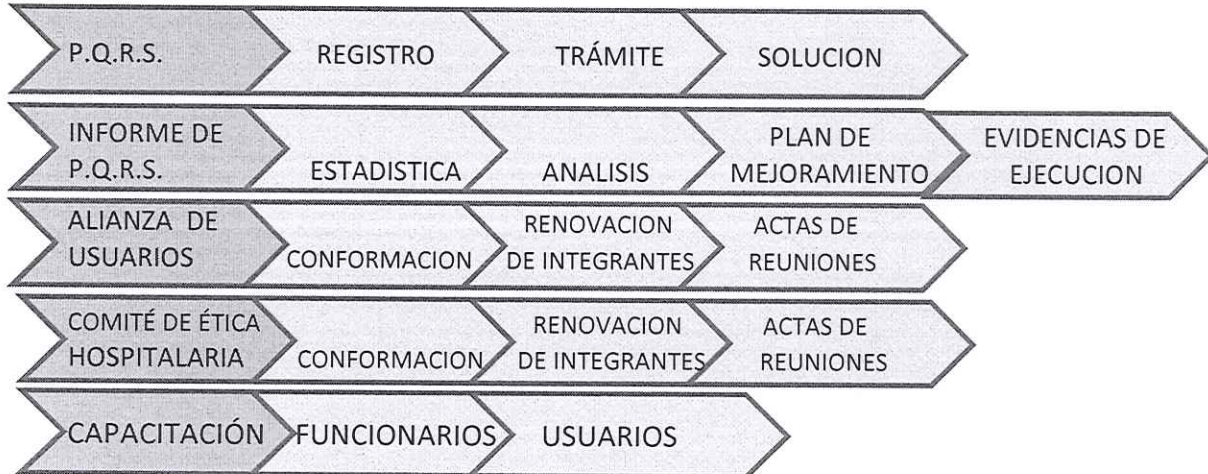 P.Q.R.S.
REGISTRO
TRÁMITE
SOLUCION
INFORME DE
P.Q.R.S.
ESTADISTICA
ANALISIS
PLAN DE
MEJORAMIENTO
EVIDENCIAS DE
EJECUCION
ALIANZA DE
USUARIOS
CONFORMACION
RENOVACION
DE INTEGRANTES
ACTAS DE
REUNIONES
COMITÉ DE ÉTICA
HOSPITALARIA
CONFORMACION
RENOVACION
DE INTEGRANTES
ACTAS DE
REUNIONES
CAPACITACIÓN
FUNCIONARIOS
USUARIOS